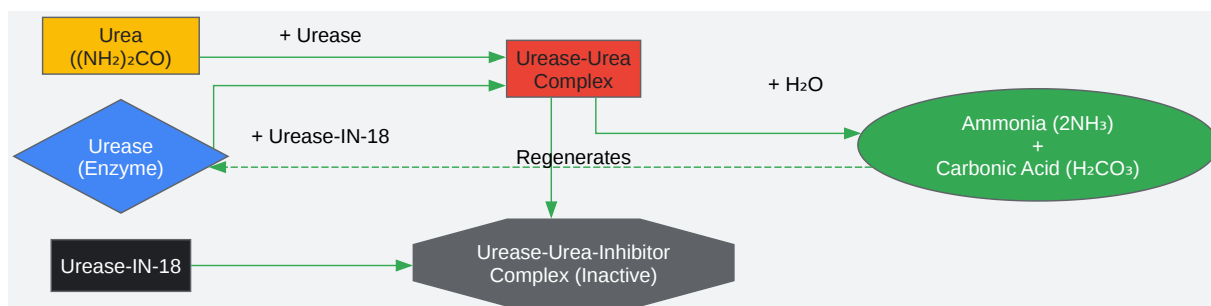 Urea
((NH₂)₂CO)
+ Urease
Urease-Urea
Complex
+ H₂O
Urease
(Enzyme)
+ Urease-IN-18
Regenerates
Ammonia (2NH₃)
+
Carbonic Acid (H₂CO₃)
Urease-IN-18
Urease-Urea-Inhibitor
Complex (Inactive)